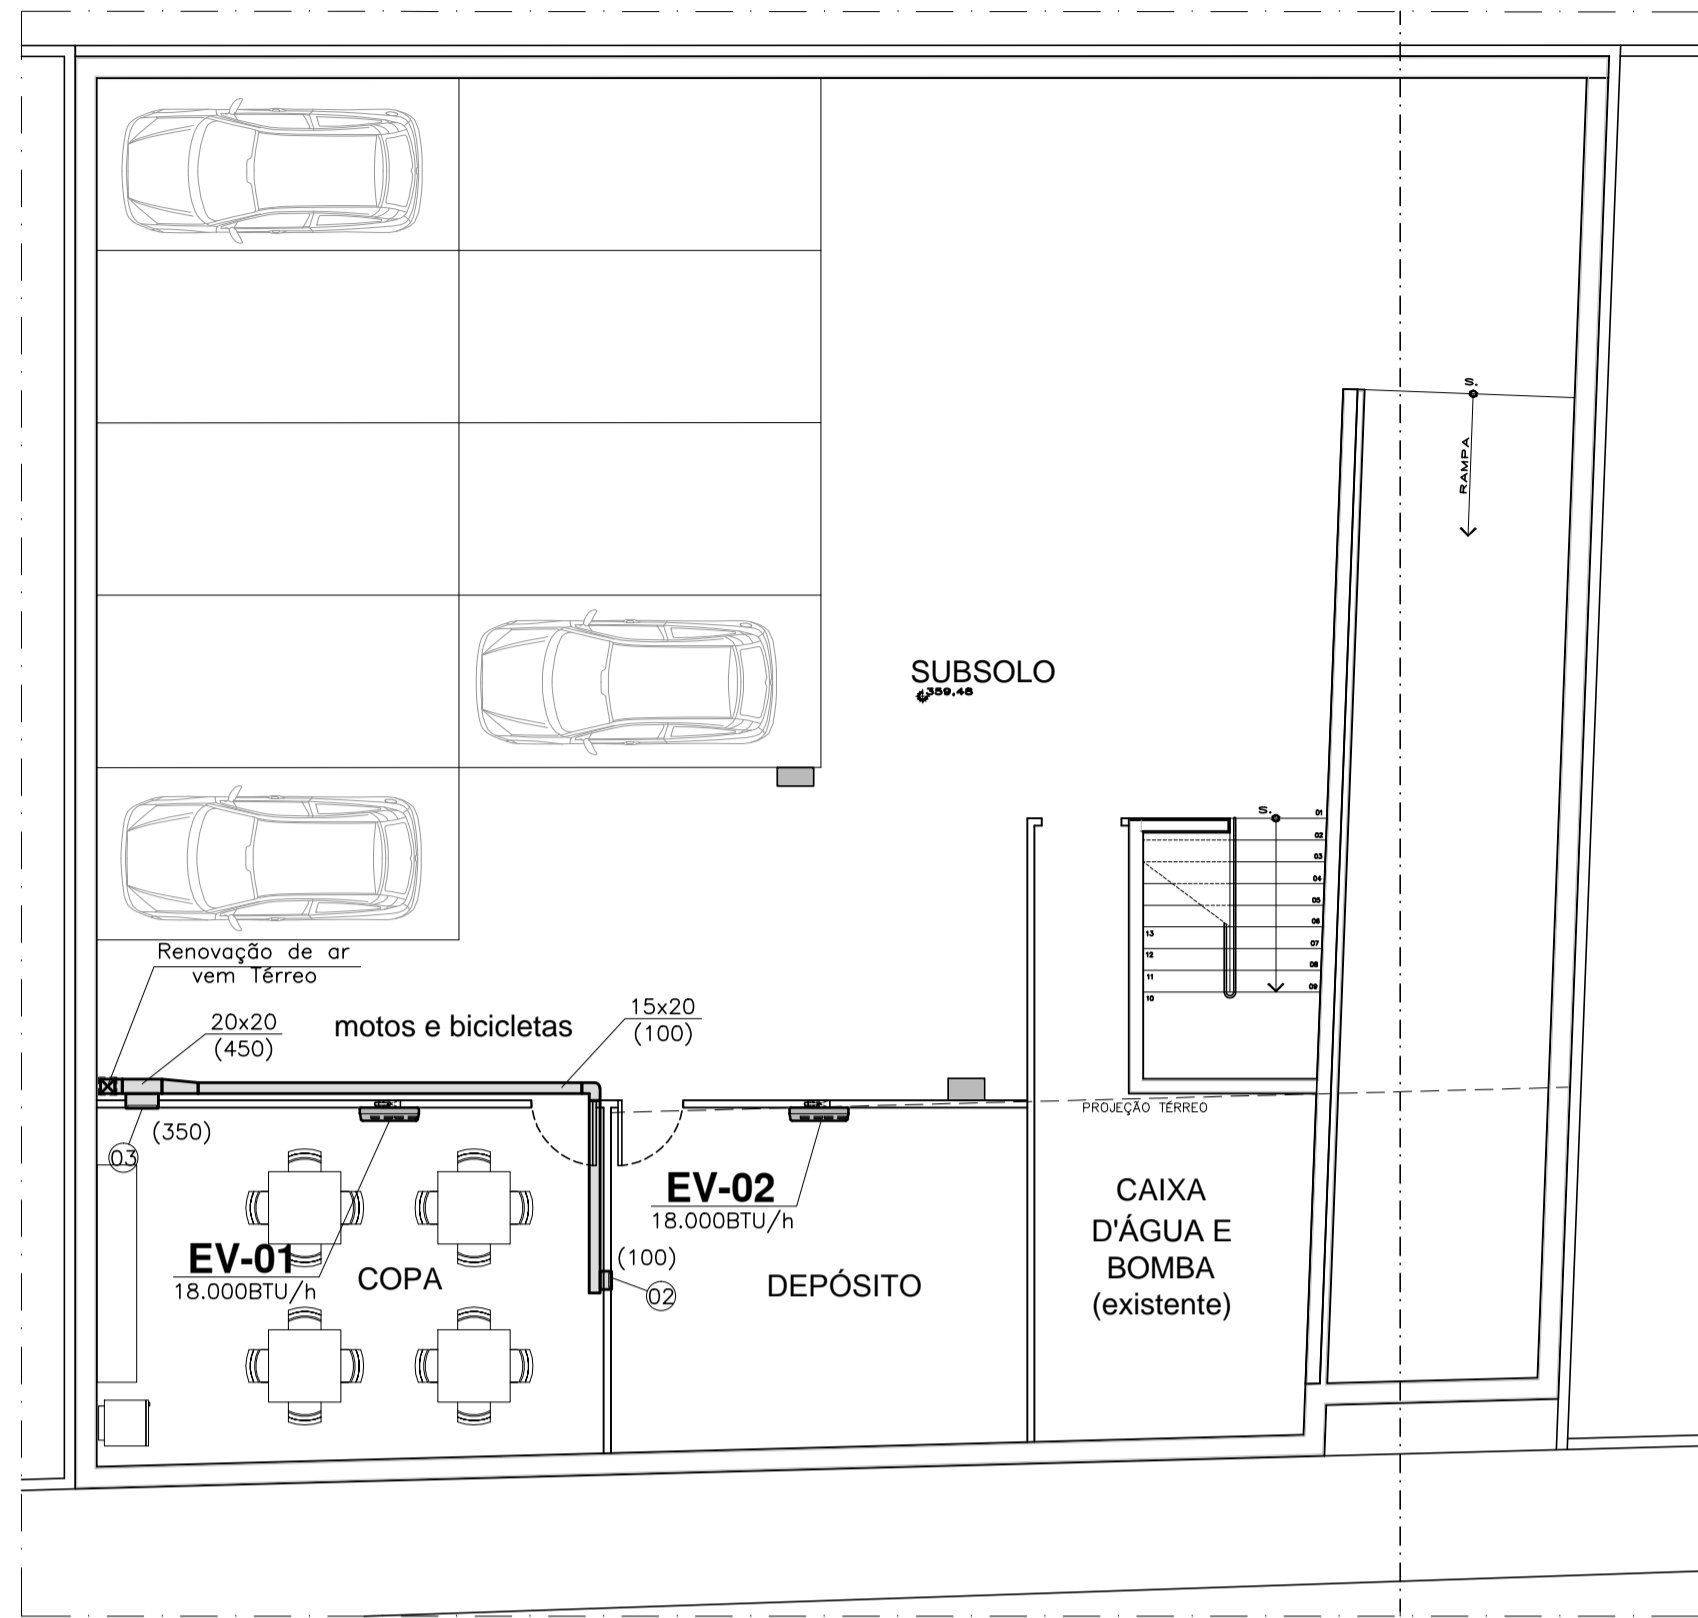 S.
RAMPA
SUBSOLO
359,48
S.
01
02
03
04
05
06
07
08
09
13
12
11
10
Renovação de ar
vem Térreo
20x20
(450)
motos e bicicletas
15x20
(100)
PROJEÇÃO TÉRREO
(350)
03
EV-02
18.000BTU/h
CAIXA
D'ÁGUA E
BOMBA
(existente)
EV-01
18.000BTU/h
COPA
(100)
02
DEPÓSITO